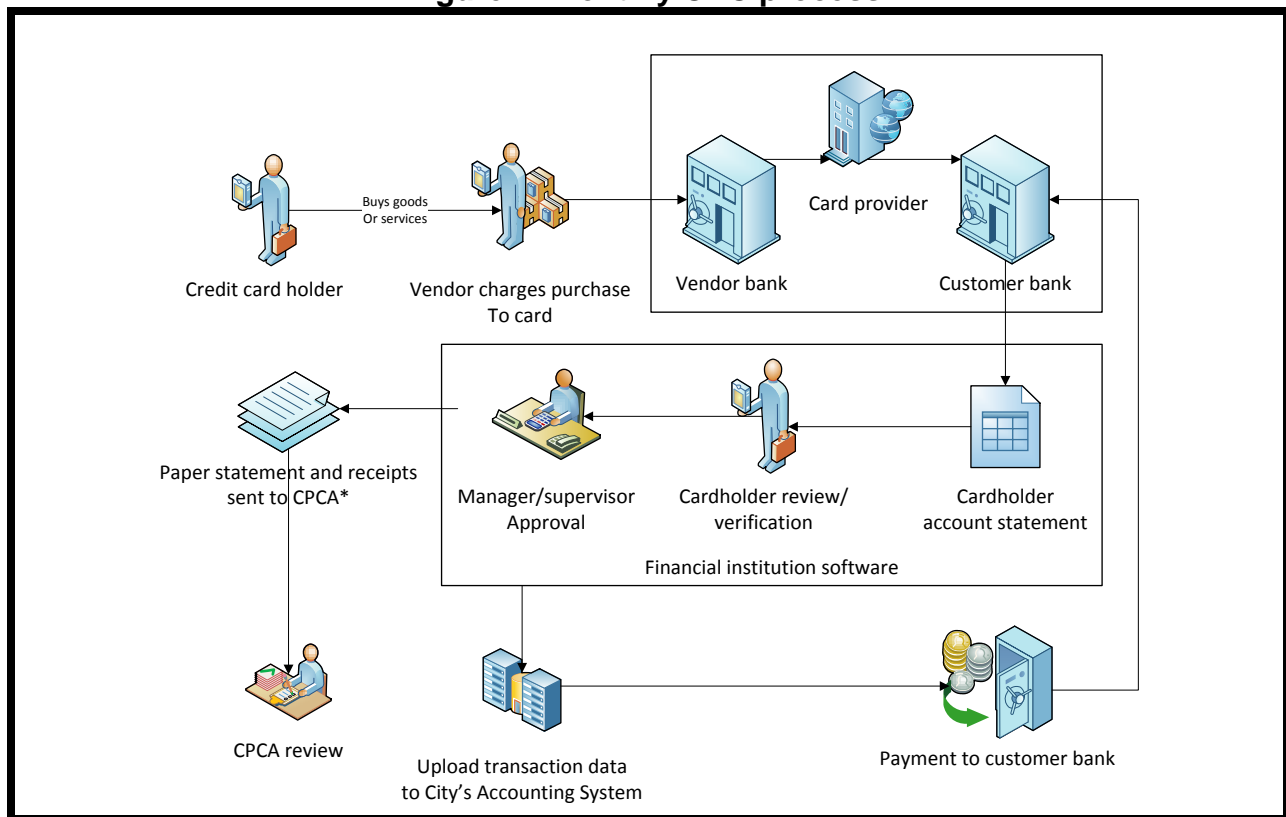 Buys goods
Or services
Card provider
Credit card holder
Vendor charges purchase
To card
Vendor bank
Customer bank
Paper statement and receipts
sent to CPCA*
Manager/supervisor
Approval
Cardholder review/
verification
Cardholder
account statement
Financial institution software
CPCA review
Upload transaction data
to City's Accounting System
Payment to customer bank